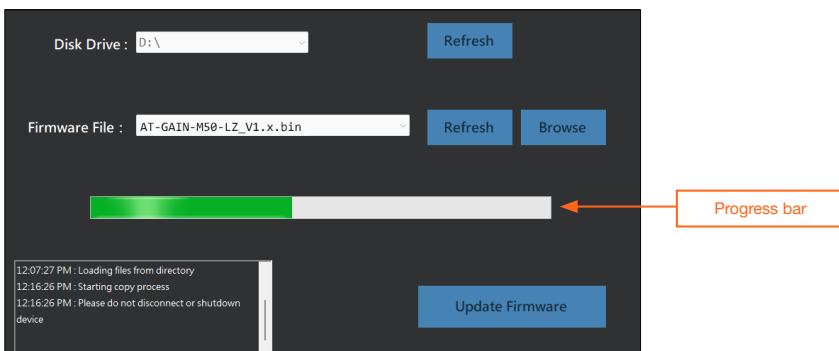 Disk Drive : D:\ Refresh
Firmware File : AT-GAIN-M50-LZ_V1.x.bin Refresh Browse
Progress bar
12:07:27 PM : Loading files from directory
12:16:26 PM : Starting copy process
12:16:26 PM : Please do not disconnect or shutdown
device
Update Firmware